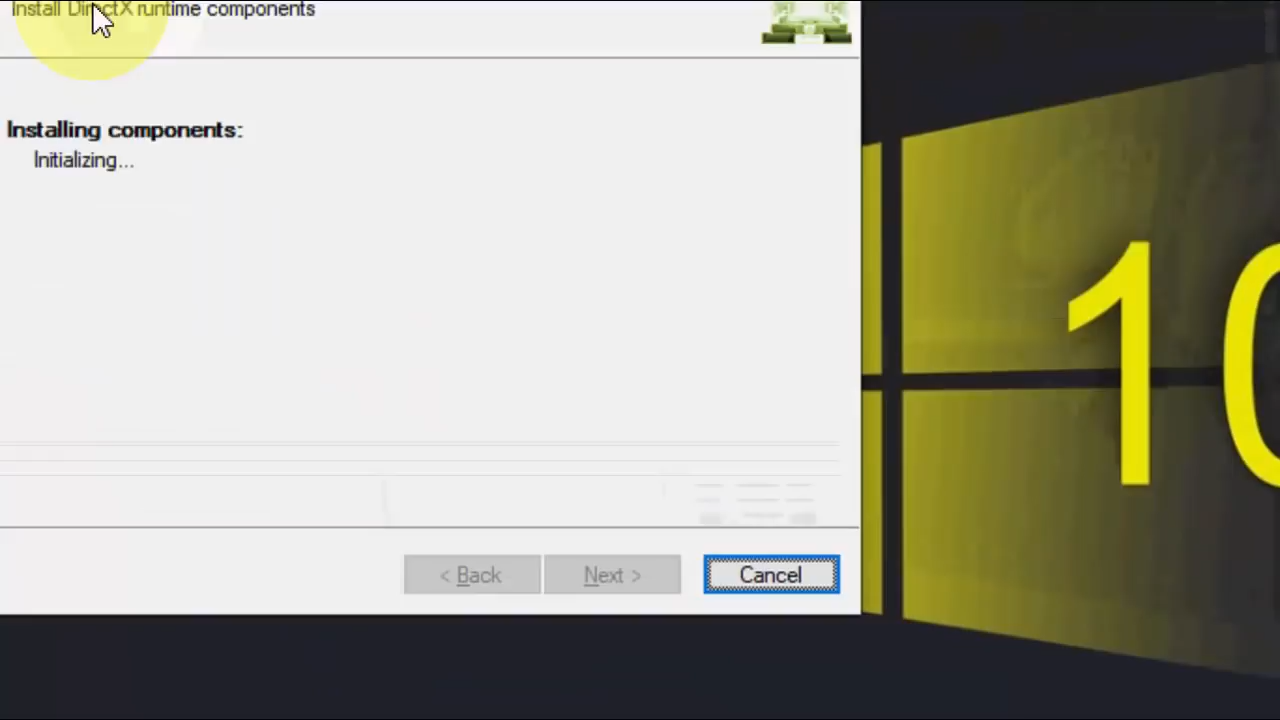 Install DirectX runtime components
Installing components:
Initializing...
< Back
Next >
Cancel
10